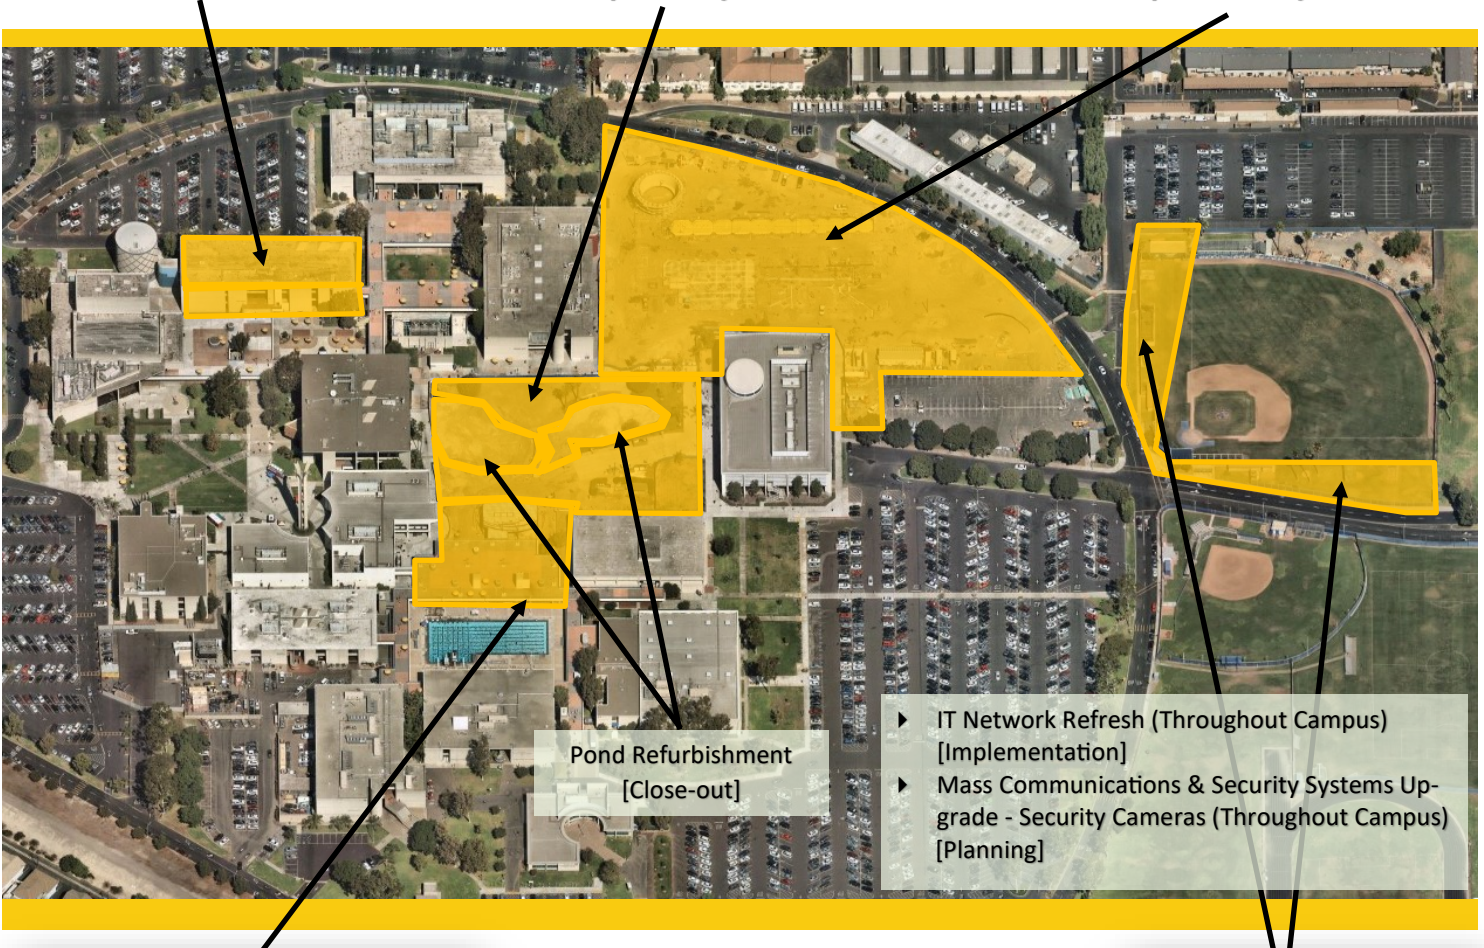 Pond Refurbishment
[Close-out]
IT Network Refresh (Throughout Campus)
[Implementation]
Mass Communications & Security Systems Up-
grade - Security Cameras (Throughout Campus)
[Planning]